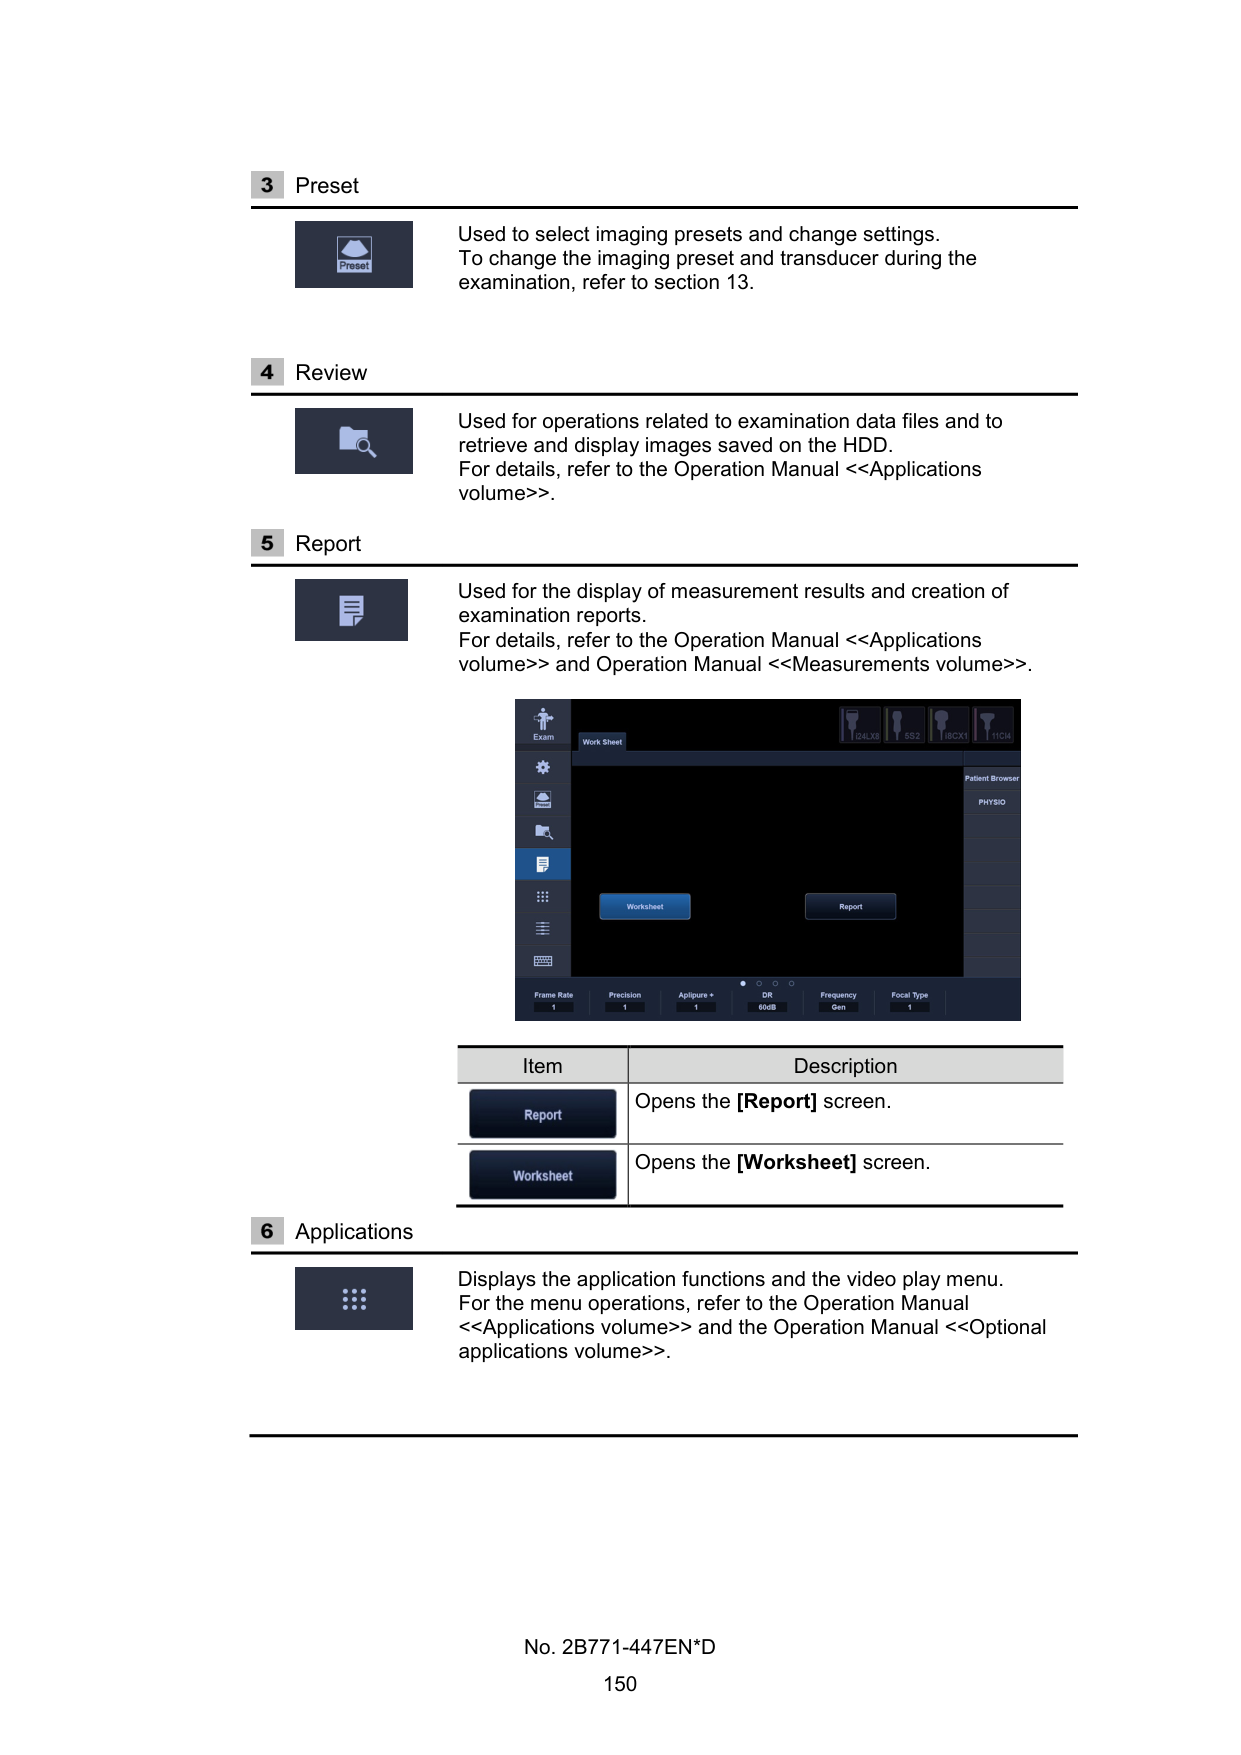 3 Preset
Preset
Used to select imaging presets and change settings.
To change the imaging preset and transducer during the
examination, refer to section 13.
4 Review
Used for operations related to examination data files and to
retrieve and display images saved on the HDD.
For details, refer to the Operation Manual <<Applications
volume>>.
5 Report
Used for the display of measurement results and creation of
examination reports.
For details, refer to the Operation Manual <<Applications
volume>> and Operation Manual <<Measurements volume>>.
Exam
Work Sheet
i24LX8 5S2 i8CX1 11CI4
Patient Browser
Preset
PHYSIO
Worksheet Report
Frame Rate Precision Aplipure + DR Frequency Focal Type
1 1 1 60dB Gen 1
Item Description
Report Opens the [Report] screen.
Worksheet Opens the [Worksheet] screen.
6 Applications
Displays the application functions and the video play menu.
For the menu operations, refer to the Operation Manual
<<Applications volume>> and the Operation Manual <<Optional
applications volume>>.
No. 2B771-447EN*D
150